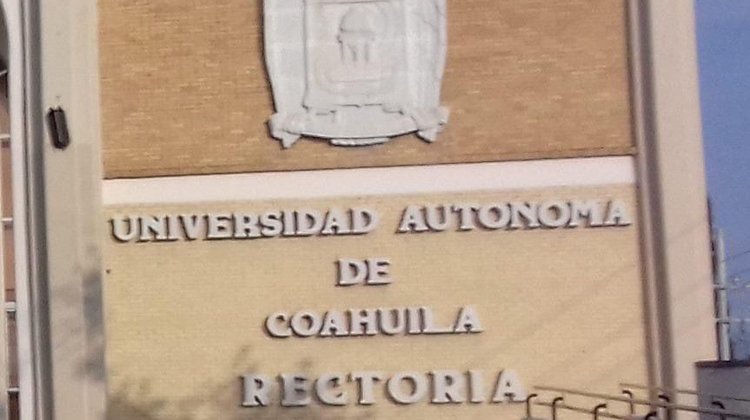 UNIVERSIDAD AUTONOMA
DE
COAHUILA
RECTORIA